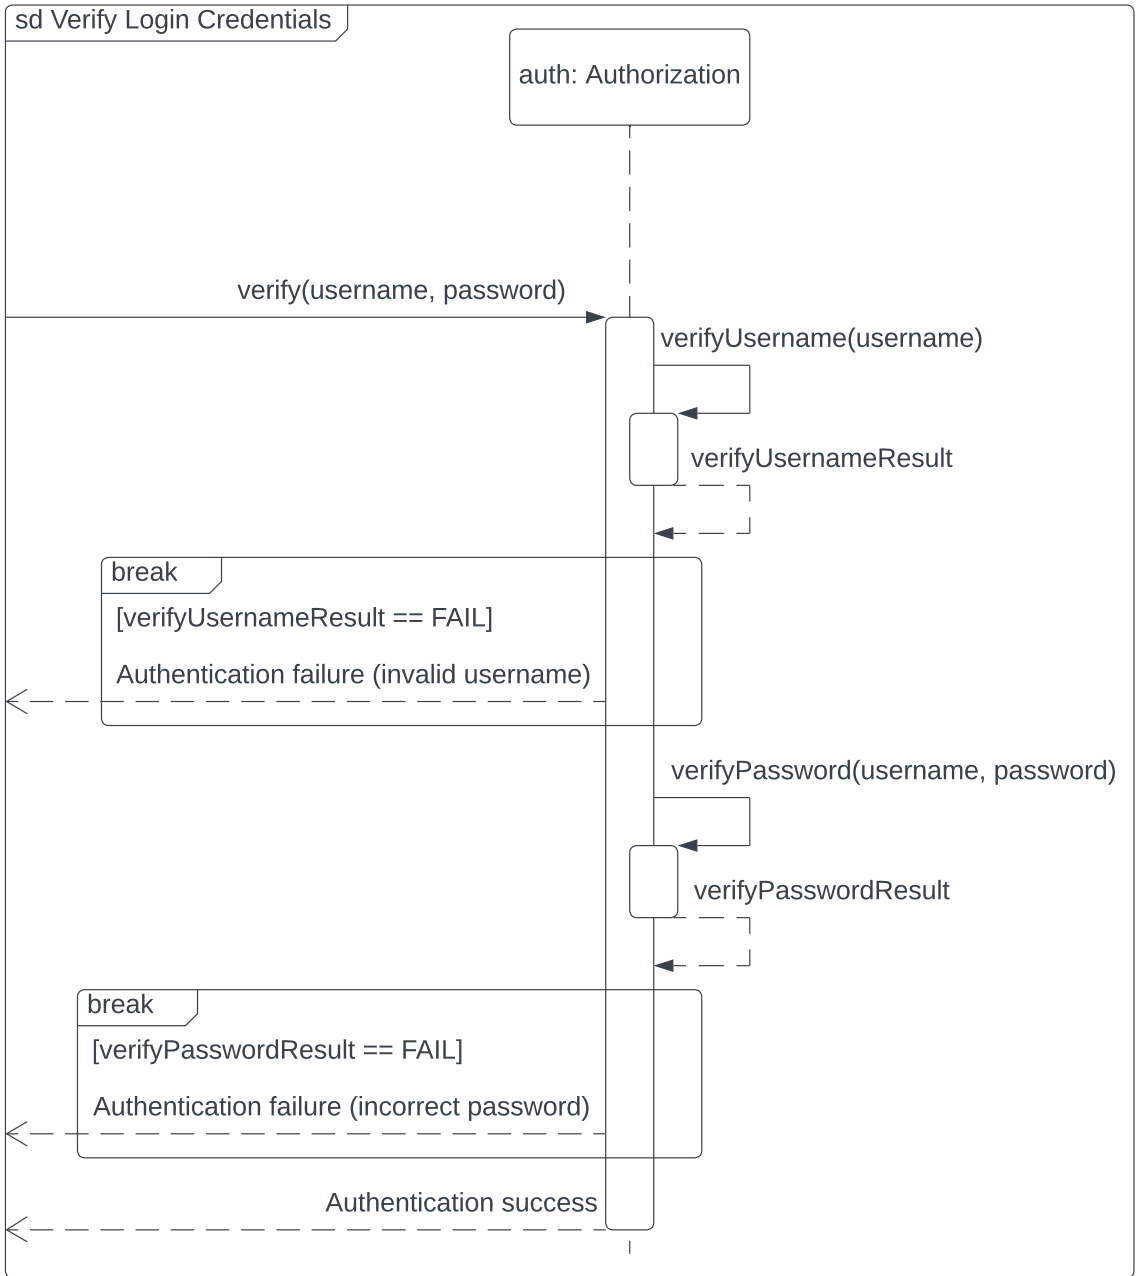 sd Verify Login Credentials
auth: Authorization
verify(username, password)
verifyUsername(username)
verifyUsernameResult
break
[verifyUsernameResult == FAIL]
Authentication failure (invalid username)
verifyPassword(username, password)
verifyPasswordResult
break
[verifyPasswordResult == FAIL]
Authentication failure (incorrect password)
Authentication success